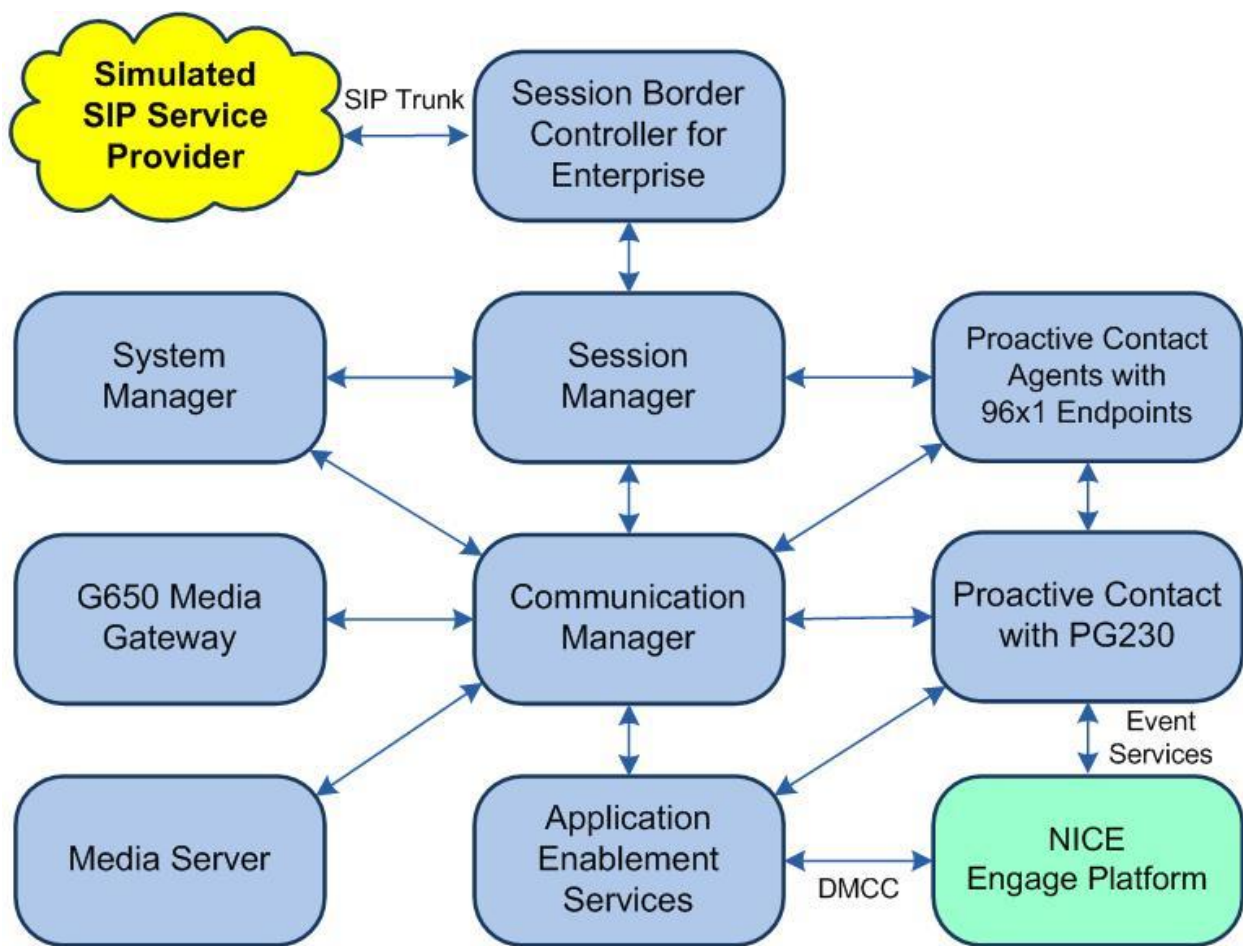 Simulated
SIP Service
Provider
SIP Trunk
Session Border
Controller for
Enterprise
System
Manager
Session
Manager
Proactive Contact
Agents with
96x1 Endpoints
G650 Media
Gateway
Communication
Manager
Proactive Contact
with PG230
Event
Services
Media Server
Application
Enablement
Services
DMCC
NICE
Engage Platform